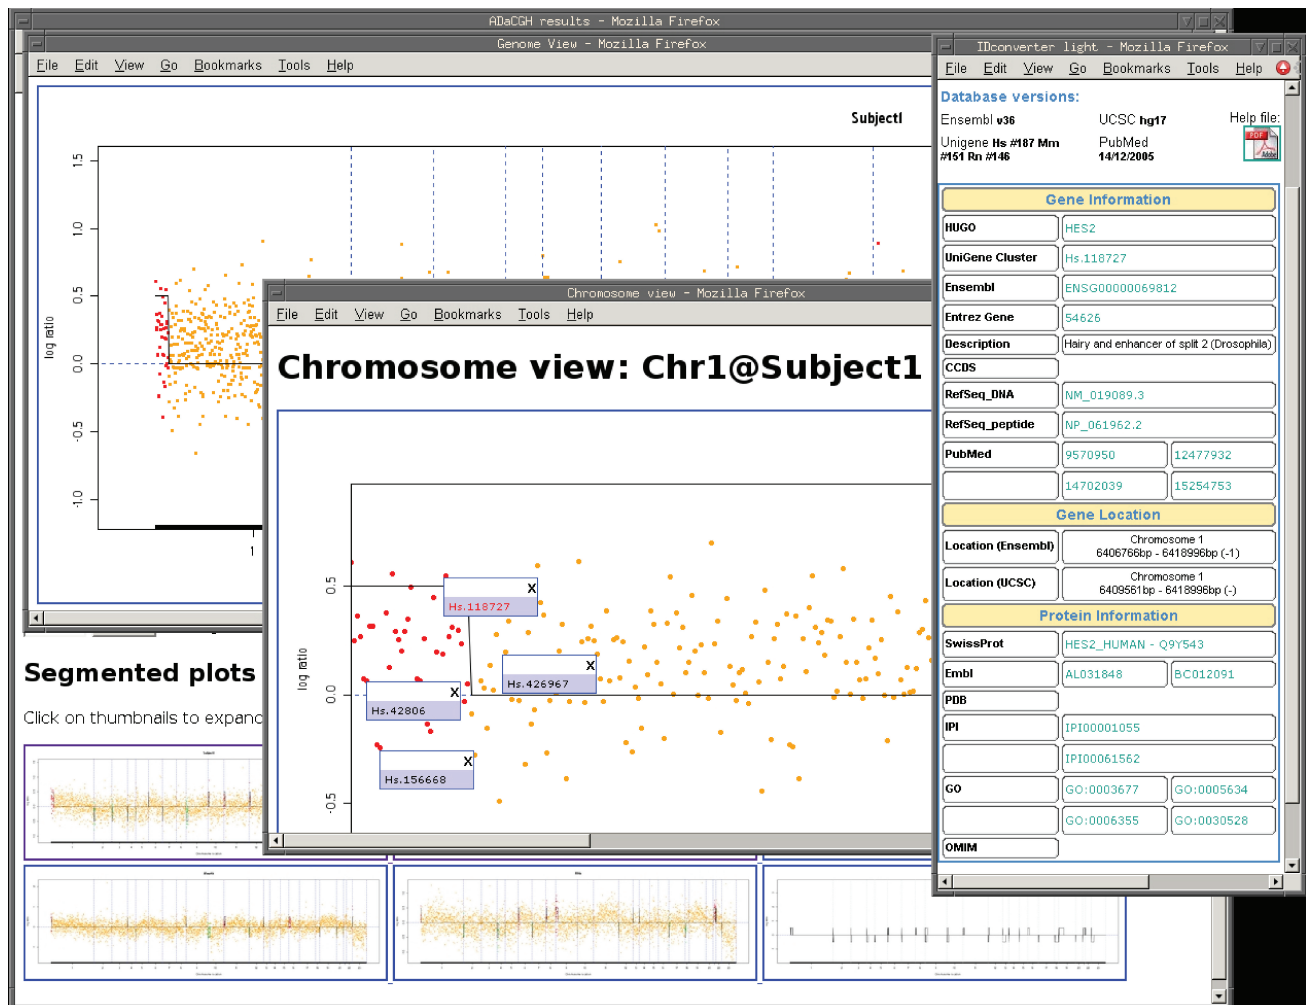 ADaCGH results - Mozilla Firefox
Genome View - Mozilla Firefox
File Edit View Go Bookmarks Tools Help
Subject1
log ratio
1.5
1.0
0.5
0.0
-0.5
-1.0
1
Segmented plots
Click on thumbnails to expand
Chromosome view - Mozilla Firefox
File Edit View Go Bookmarks Tools Help
Chromosome view: Chr1@Subject1
log ratio
0.5
0.0
-0.5
X
Hs.118727
X
Hs.426967
X
Hs.42806
X
Hs.156668
IDconverter light - Mozilla Firefox
File Edit View Go Bookmarks Tools Help
Database versions:
Ensembl v36 UCSC hg17 Help file:
Unigene Hs #187 Mm PubMed
#151 Rn #146 14/12/2005
PDF
Adobe
Gene Information
HUGO HES2
UniGene Cluster Hs.118727
Ensembl ENSG00000069812
Entrez Gene 54626
Description Hairy and enhancer of split 2 (Drosophila)
CCDS
RefSeq_DNA NM_019089.3
RefSeq_peptide NP_061962.2
PubMed 9570950 12477932
14702039 15254753
Gene Location
Location (Ensembl) Chromosome 1
6406766bp - 6418996bp (-1)
Location (UCSC) Chromosome 1
6409561bp - 6418996bp (-)
Protein Information
SwissProt HES2_HUMAN - Q9Y543
Embl AL031848 BC012091
PDB
IPI IPI00001055
IPI00061562
GO GO:0003677 GO:0005634
GO:0006355 GO:0030528
OMIM